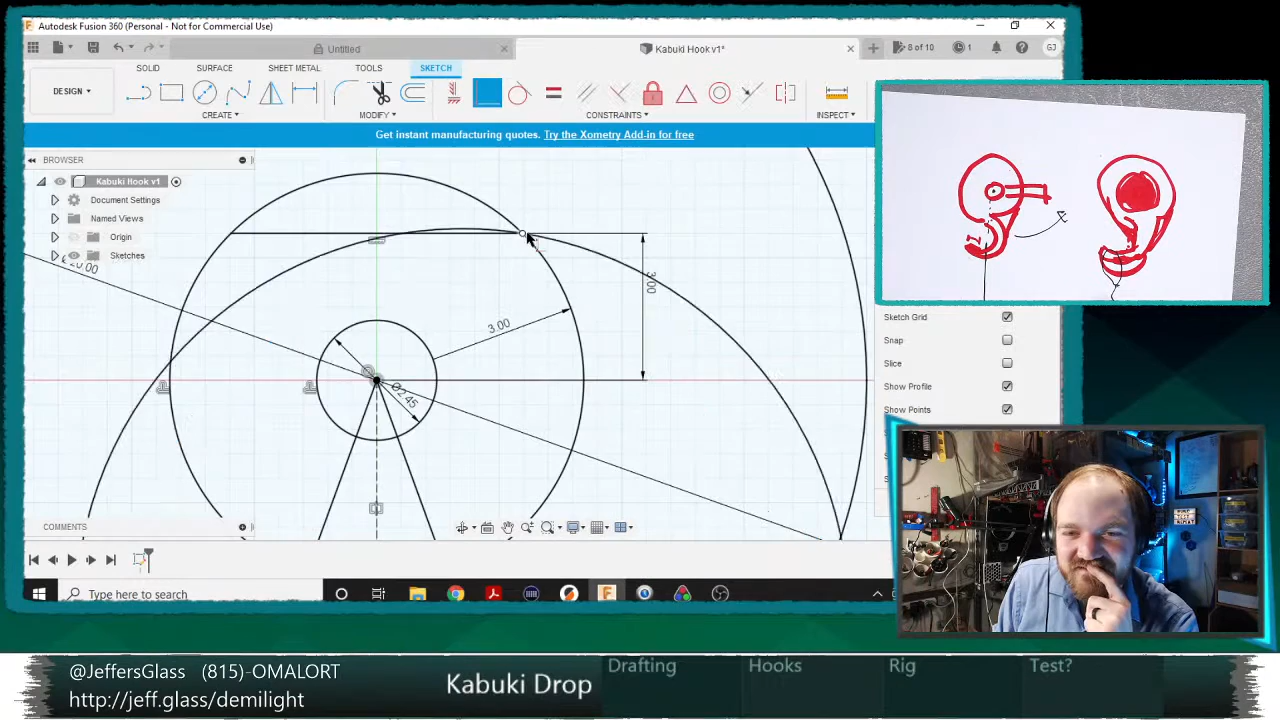 Autodesk Fusion 360 (Personal - Not for Commercial Use)
Untitled
Kabuki Hook v1*
8 of 10
1
GJ
SOLID
SURFACE
SHEET METAL
TOOLS
SKETCH
DESIGN
CREATE
MODIFY
CONSTRAINTS
INSPECT
Get instant manufacturing quotes. Try the Xometry Add-in for free
BROWSER
Kabuki Hook v1
Document Settings
Named Views
Origin
Sketches
3.00
3.00
Ø2.45
Sketch Grid
Snap
Slice
Show Profile
Show Points
COMMENTS
Type here to search
@JeffersGlass (815)-OMALORT
http://jeff.glass/demilight
Kabuki Drop
Drafting
Hooks
Rig
Test?